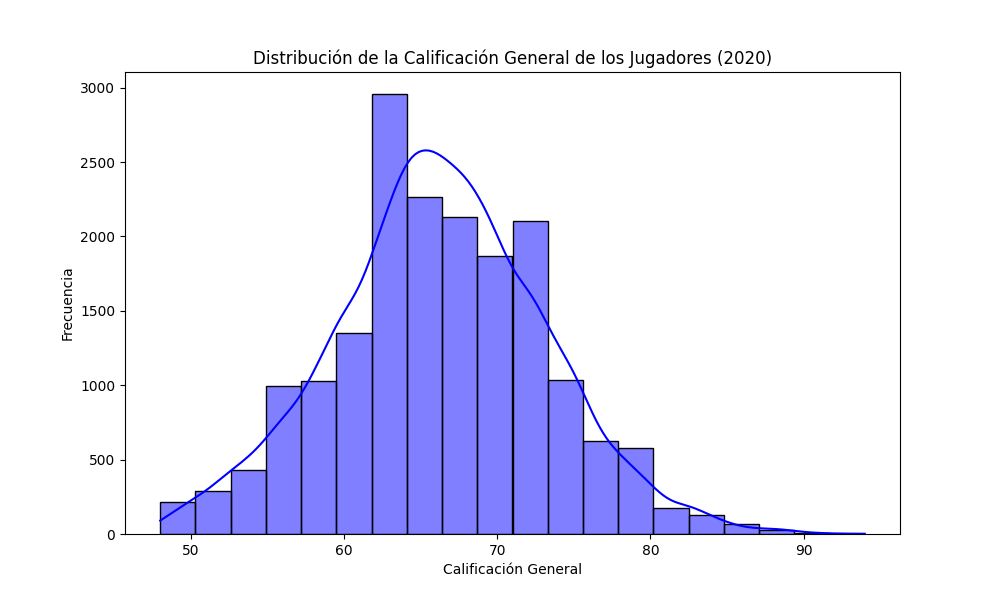 Distribución de la Calificación General de los Jugadores (2020)
3000
2500
2000
1500
1000
500
0
Frecuencia
50 60 70 80 90
Calificación General